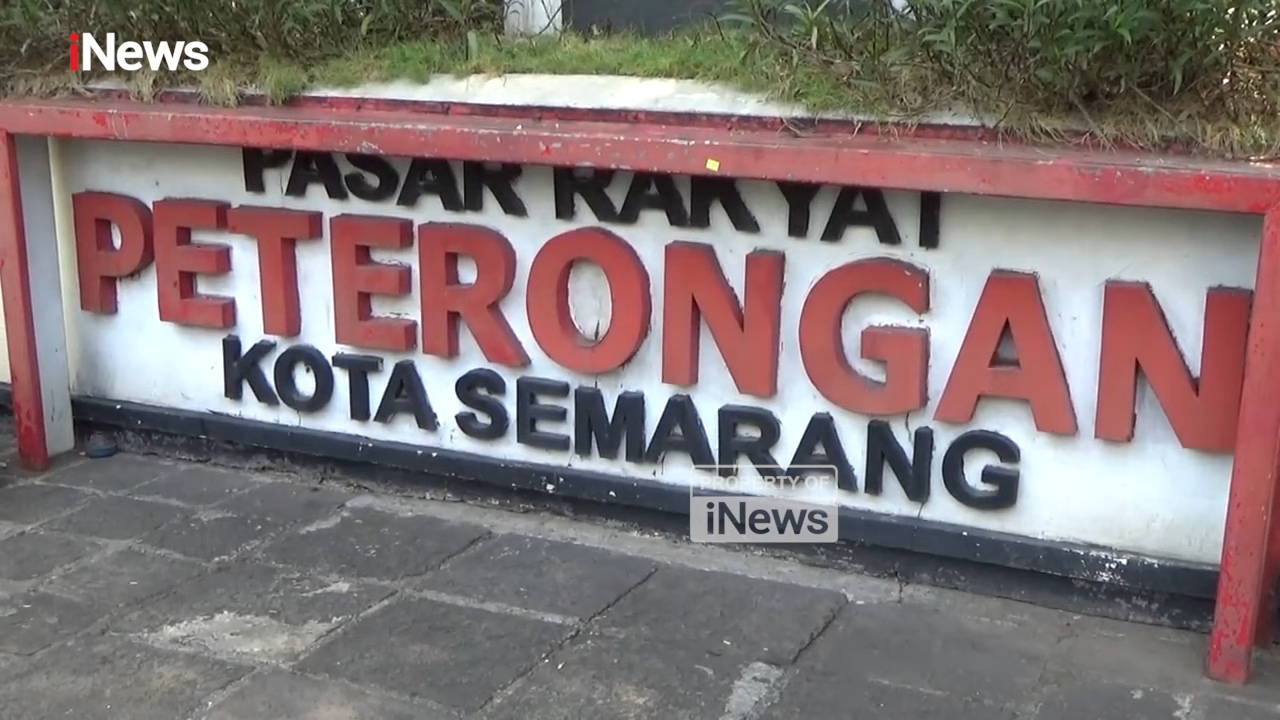 iNews
PASAR RAKYAT
PETERONGAN
KOTA SEMARANG
PROPERTY OF
iNews